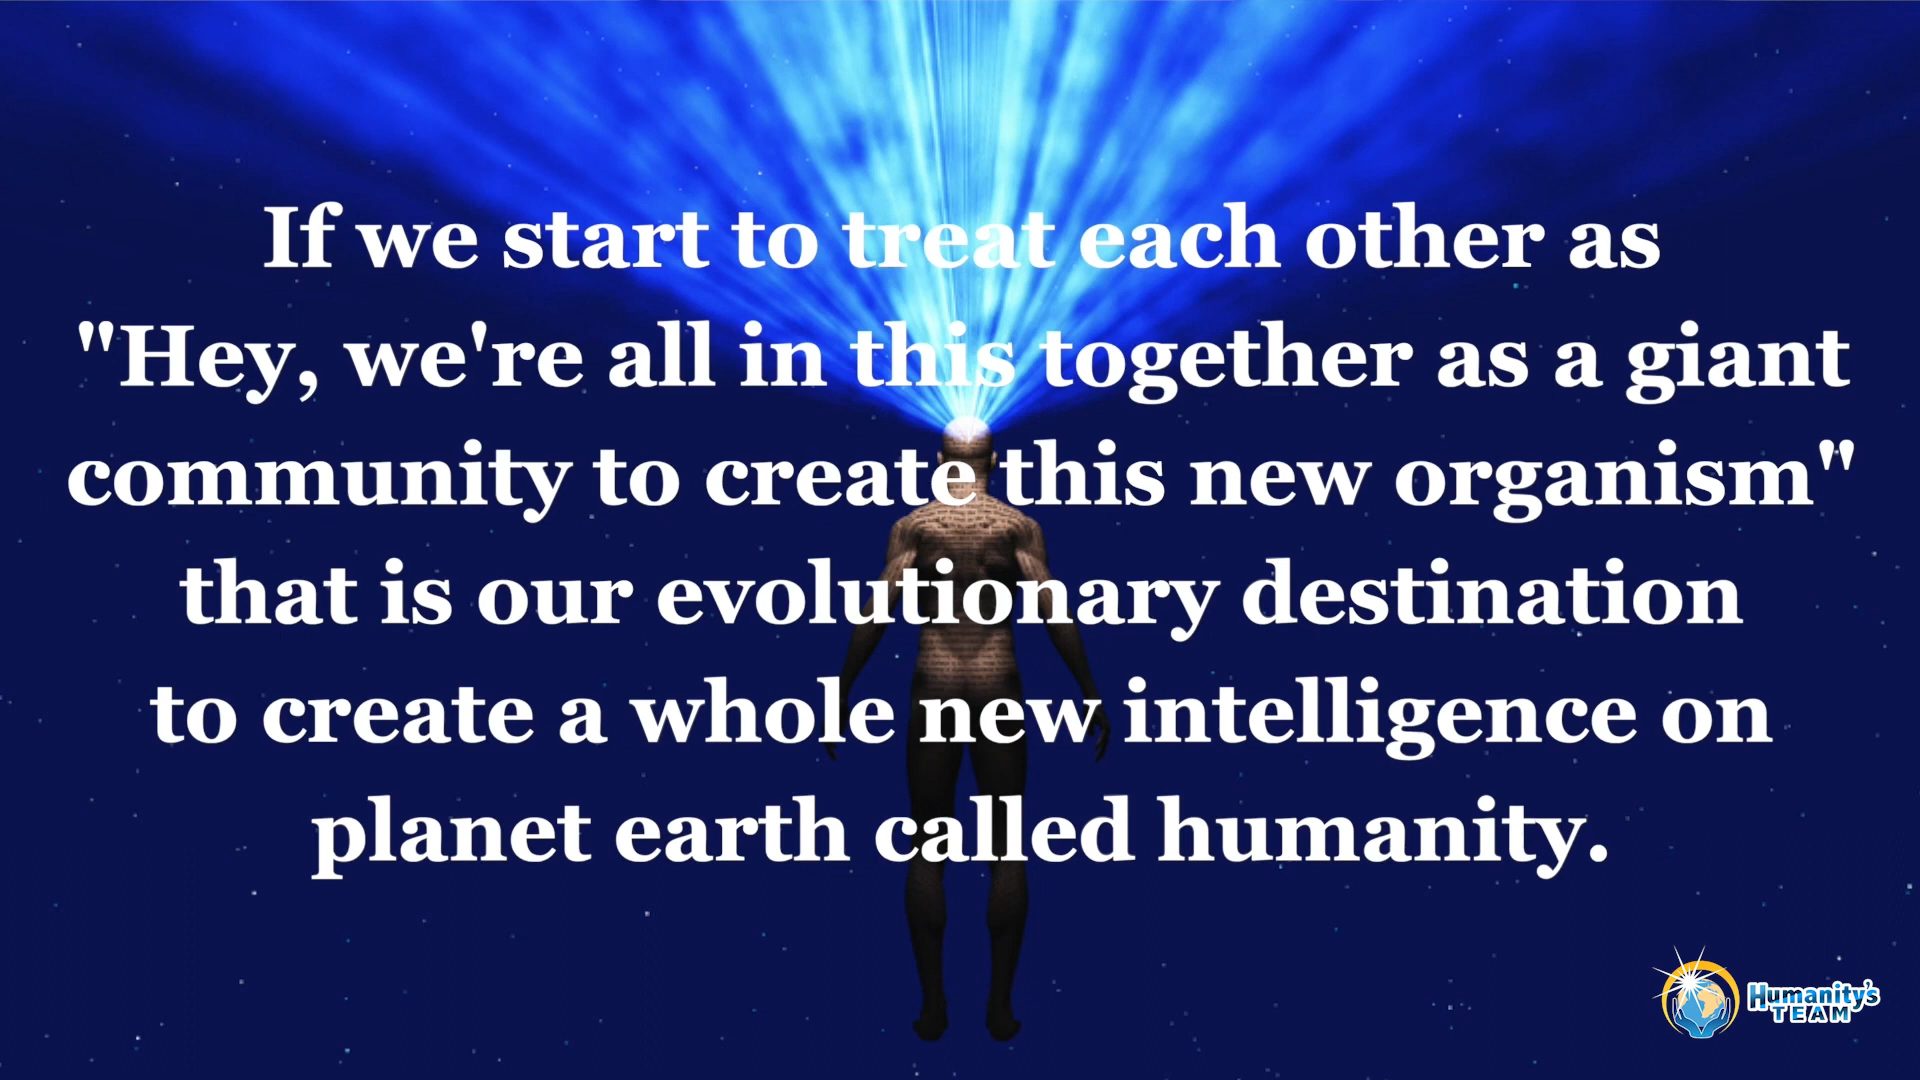 If we start to treat each other as
"Hey, we're all in this together as a giant
community to create this new organism"
that is our evolutionary destination
to create a whole new intelligence on
planet earth called humanity.
Humanity's
TEAM